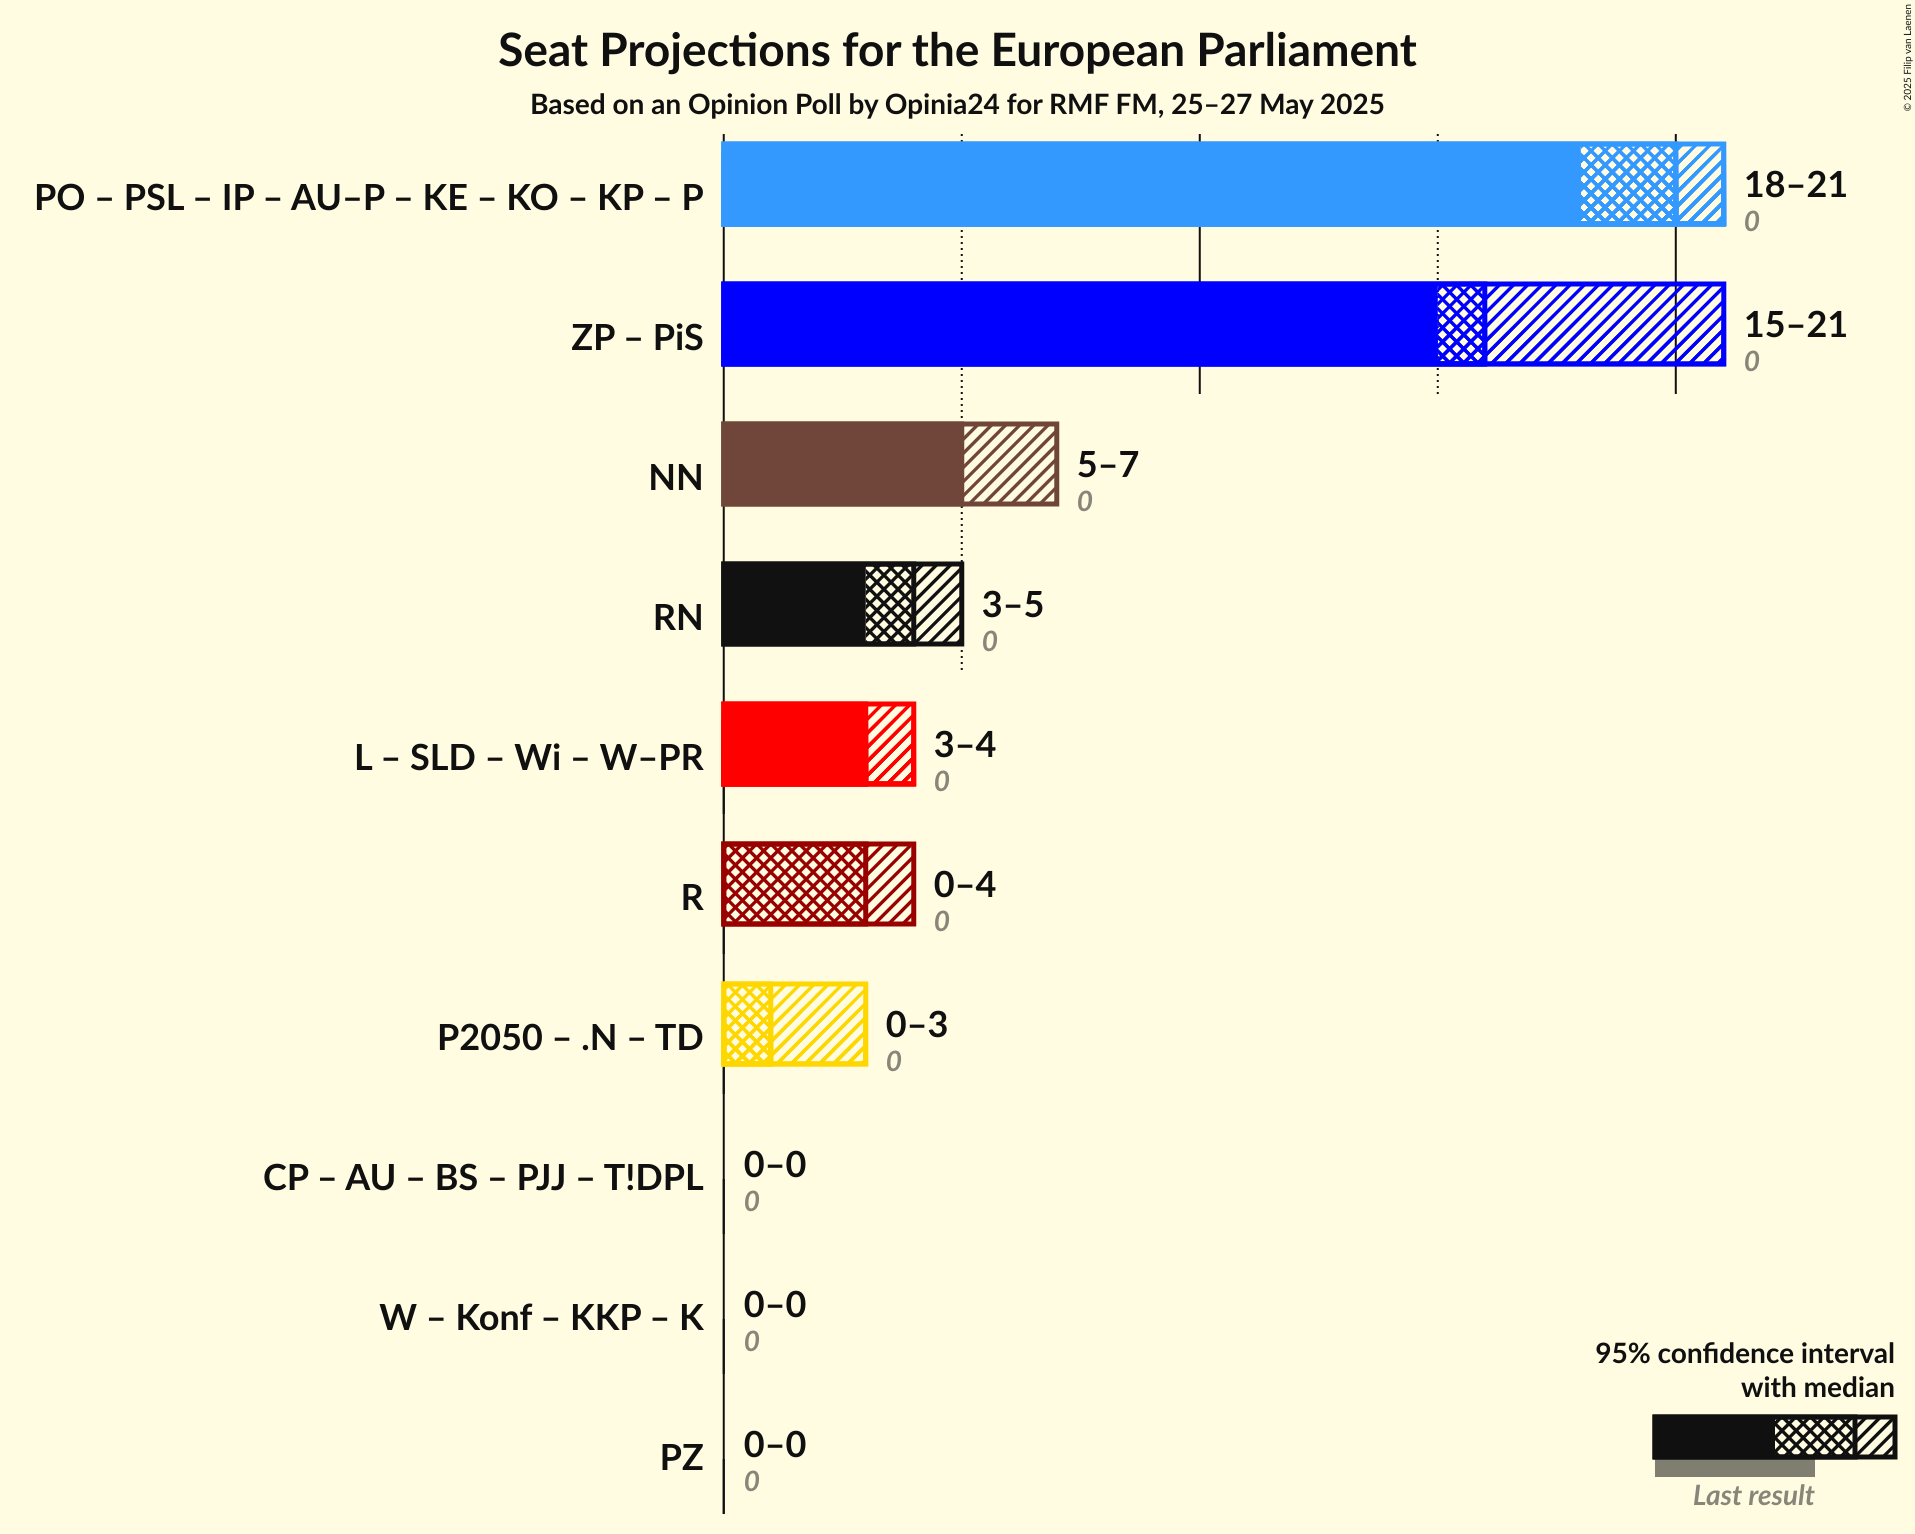 Seat Projections for the European Parliament
Based on an Opinion Poll by Opinia24 for RMF FM, 25–27 May 2025
© 2025 Filip van Laenen
PO – PSL – IP – AU–P – KE – KO – KP – P
18–21
0
ZP – PiS
15–21
0
NN
5–7
0
RN
3–5
0
L – SLD – Wi – W–PR
3–4
0
R
0–4
0
P2050 – .N – TD
0–3
0
CP – AU – BS – PJJ – T!DPL
0–0
0
W – Konf – KKP – K
0–0
0
PZ
0–0
0
95% confidence interval
with median
Last result